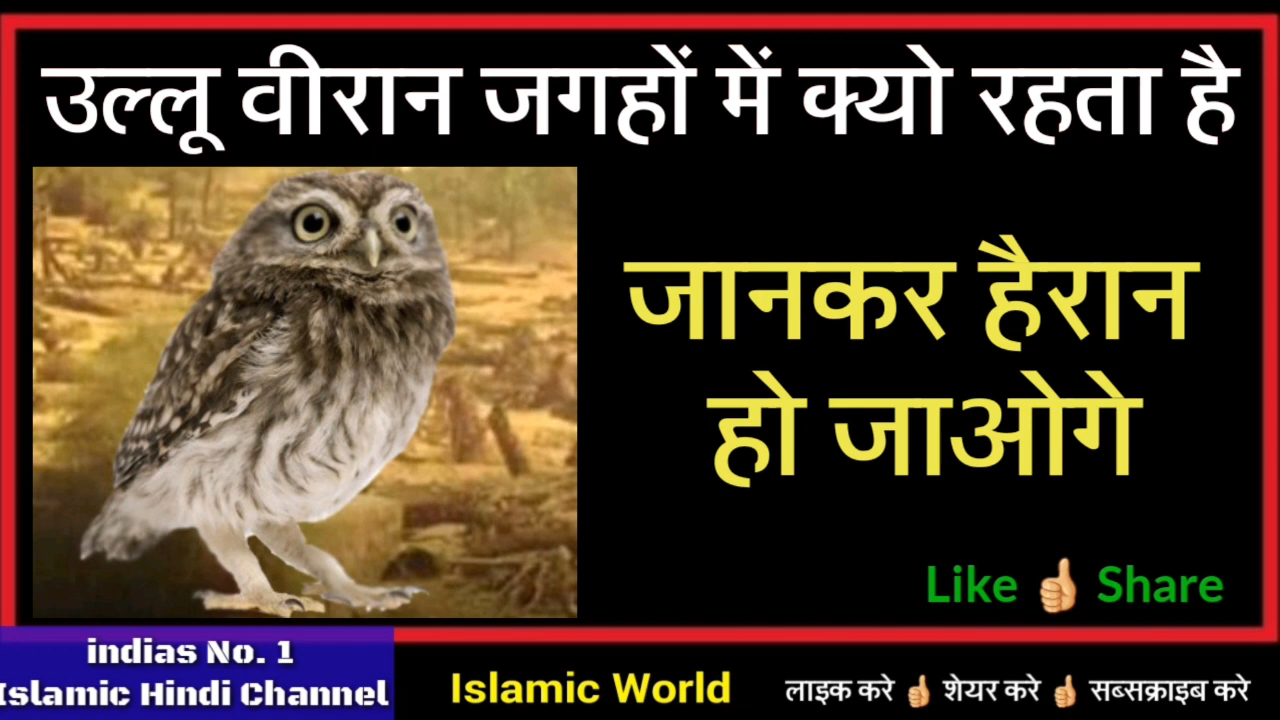 उल्लू वीरान जगहों में क्यो रहता है
जानकर हैरान
हो जाओगे
Like 👍 Share
indias No. 1
Islamic Hindi Channel
Islamic World
लाइक करे 👍 शेयर करे 👍 सब्सक्राइब करे